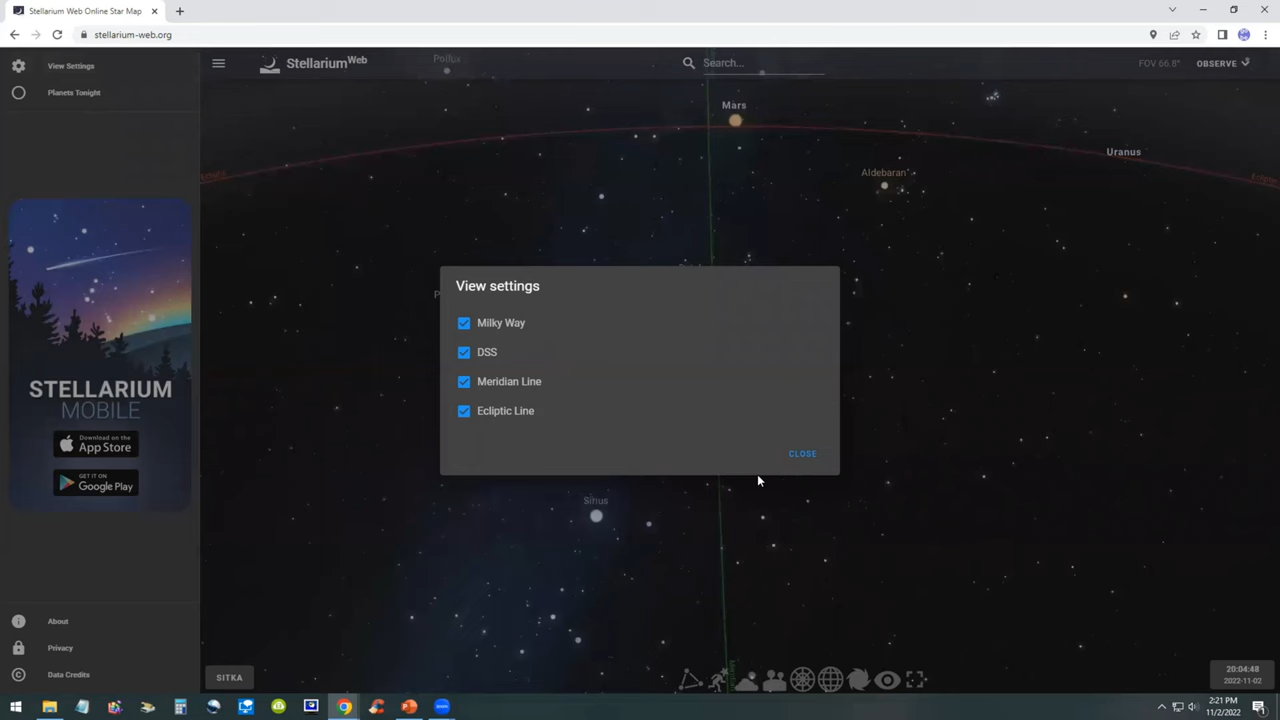 Stellarium Web Online Star Map
stellarium-web.org
View Settings
Planets Tonight
StellariumWeb
Pollux
Search...
FOV 66.8°
OBSERVE
Mars
Uranus
Aldebaran
View settings
Milky Way
DSS
Meridian Line
Ecliptic Line
CLOSE
Sirius
STELLARIUM
MOBILE
Download on the
App Store
GET IT ON
Google Play
About
Privacy
Data Credits
SITKA
20:04:48
2022-11-02
2:21 PM
11/2/2022